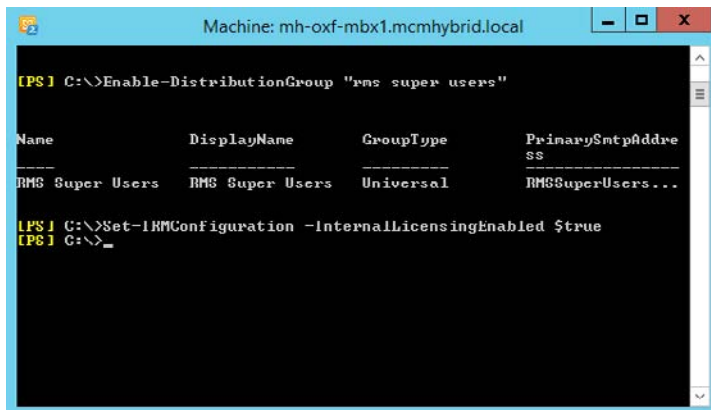 Machine: mh-oxf-mbx1.mcmhybrid.local
[PS] C:\>Enable-DistributionGroup "rms super users"
Name DisplayName GroupType PrimarySmtpAddre
ss
---- ----------- --------- ----------------
RMS Super Users RMS Super Users Universal RMSSuperUsers...
[PS] C:\>Set-IRMConfiguration -InternalLicensingEnabled $true
[PS] C:\>_